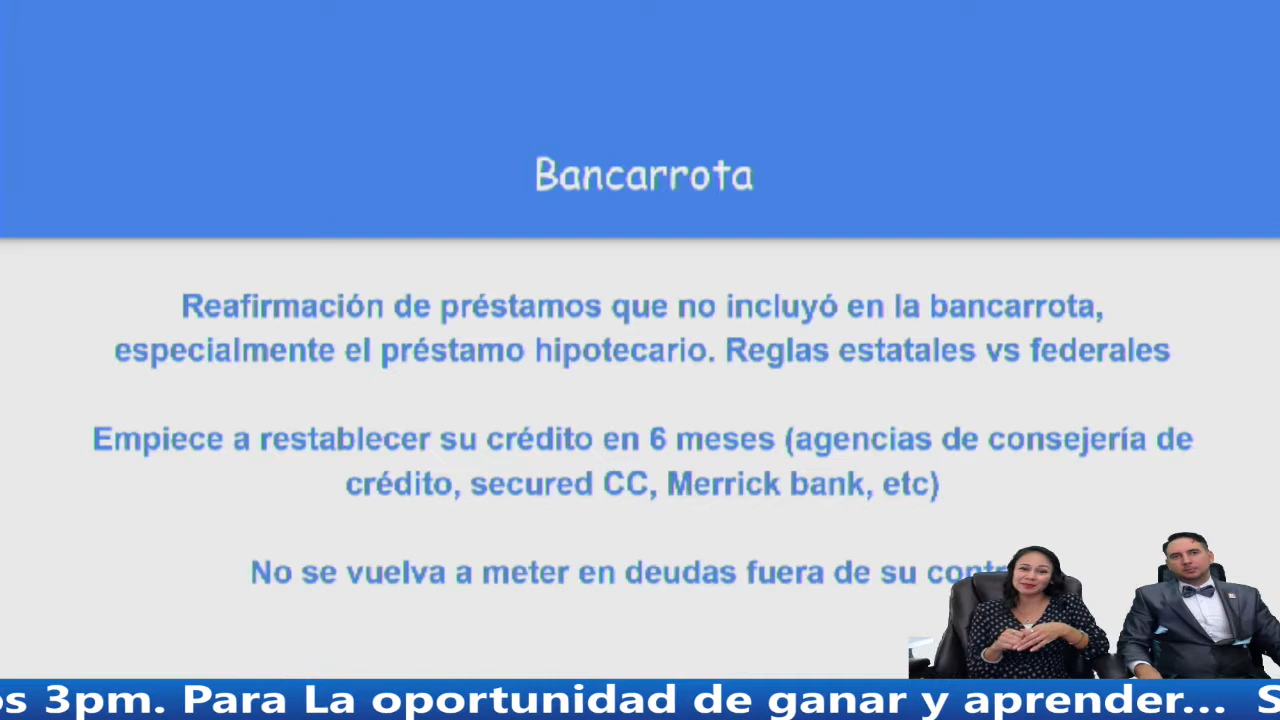 Bancarrota
Reafirmación de préstamos que no incluyó en la bancarrota,
especialmente el préstamo hipotecario. Reglas estatales vs federales
Empiece a restablecer su crédito en 6 meses (agencias de consejería de
crédito, secured CC, Merrick bank, etc)
No se vuelva a meter en deudas fuera de su
3pm. Para La oportunidad de ganar y aprender...